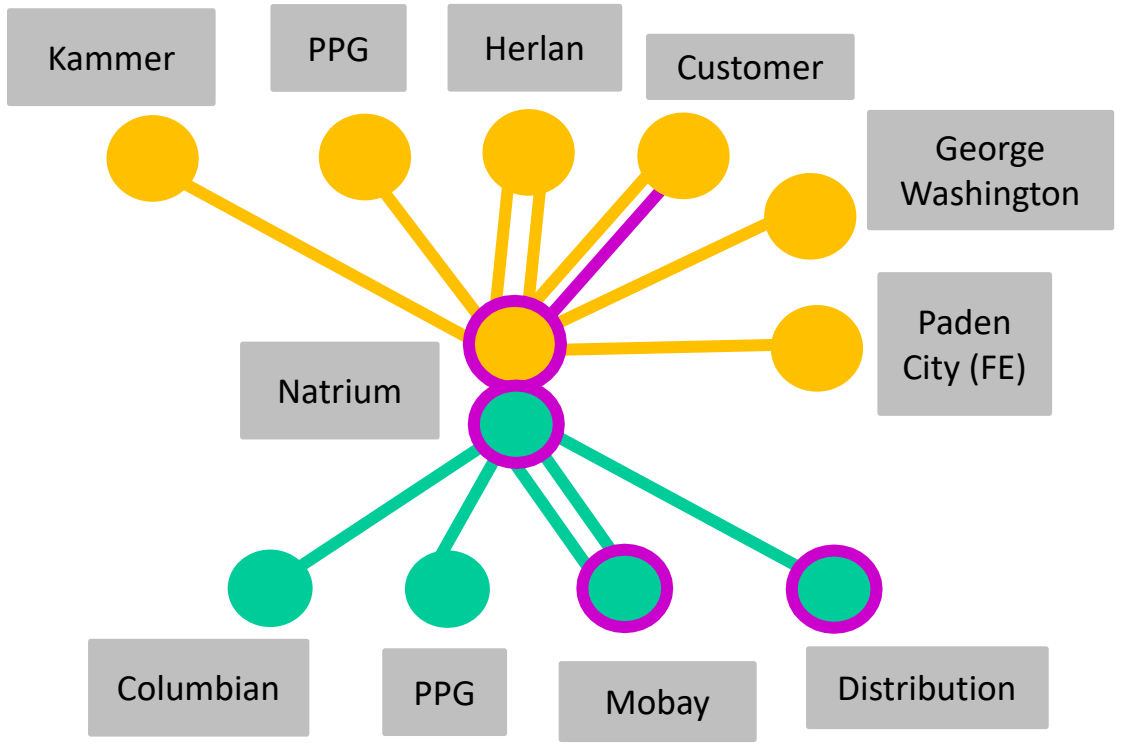 Kammer
PPG
Herlan
Customer
George
Washington
Paden
City (FE)
Natrium
Columbian
PPG
Mobay
Distribution